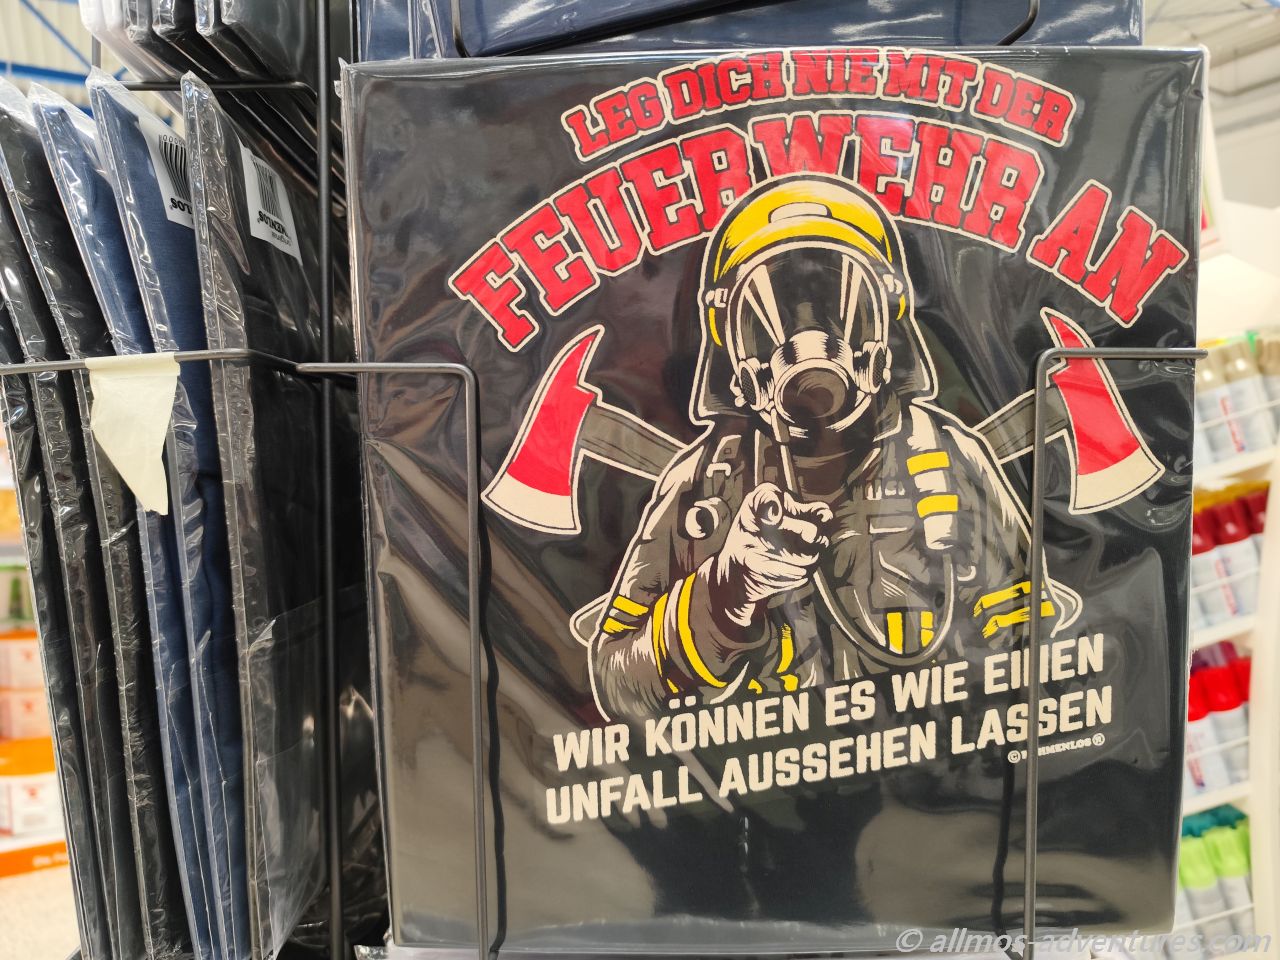 LEG DICH NIE MIT DER
FEUERWEHR AN
WIR KÖNNEN ES WIE EINEN
UNFALL AUSSEHEN LASSEN
© allmos-adventures.com